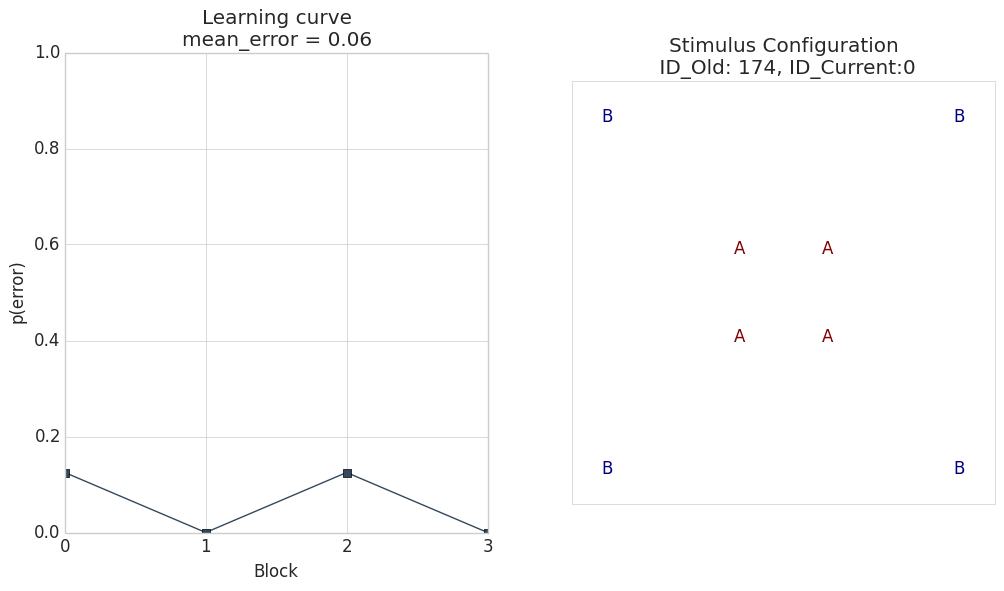 Learning curve
mean_error = 0.06
1.0
0.8
0.6
0.4
0.2
0.0
p(error)
0 1 2 3
Block
Stimulus Configuration
ID_Old: 174, ID_Current:0
B B
A A
A A
B B